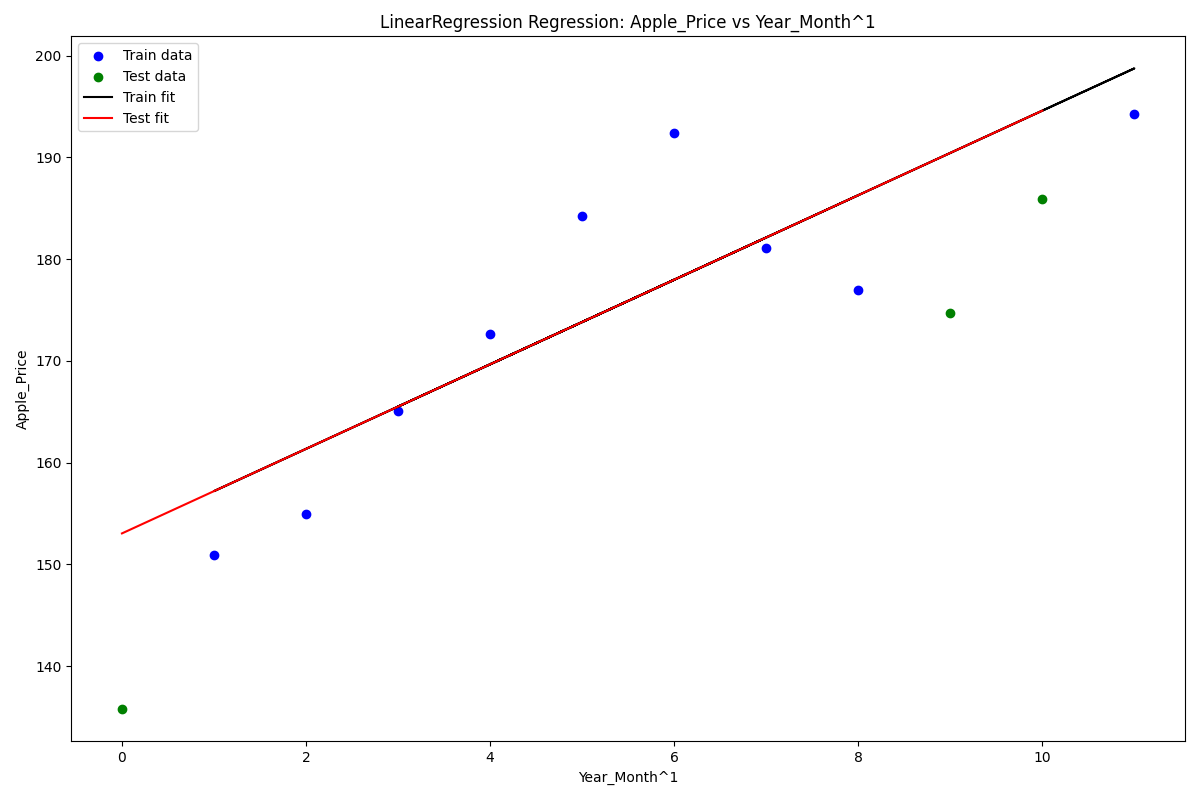 LinearRegression Regression: Apple_Price vs Year_Month^1
Train data
Test data
Train fit
Test fit
200
190
180
170
160
150
140
Apple_Price
0 2 4 6 8 10
Year_Month^1